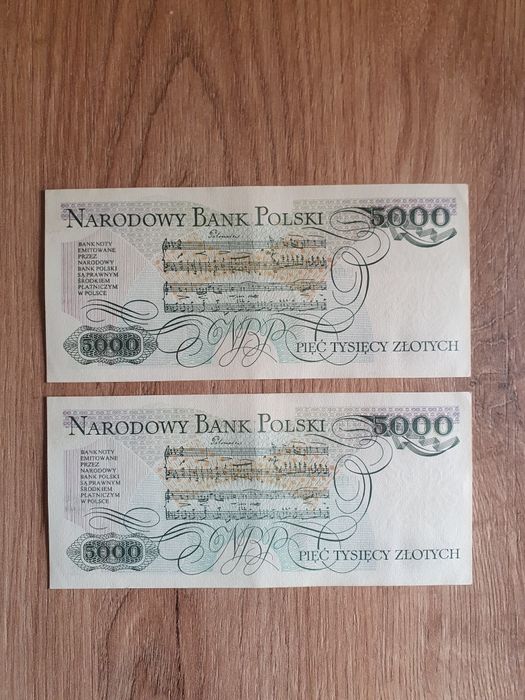 NARODOWY BANK POLSKI 5000
Polonaises
BANKNOTY
EMITOWANE
PRZEZ
NARODOWY
BANK POLSKI
SĄ PRAWNYM
ŚRODKIEM
PŁATNICZYM
W POLSCE
NBP
5000 PIĘĆ TYSIĘCY ZŁOTYCH
NARODOWY BANK POLSKI 5000
Polonaises
BANKNOTY
EMITOWANE
PRZEZ
NARODOWY
BANK POLSKI
SĄ PRAWNYM
ŚRODKIEM
PŁATNICZYM
W POLSCE
NBP
5000 PIĘĆ TYSIĘCY ZŁOTYCH